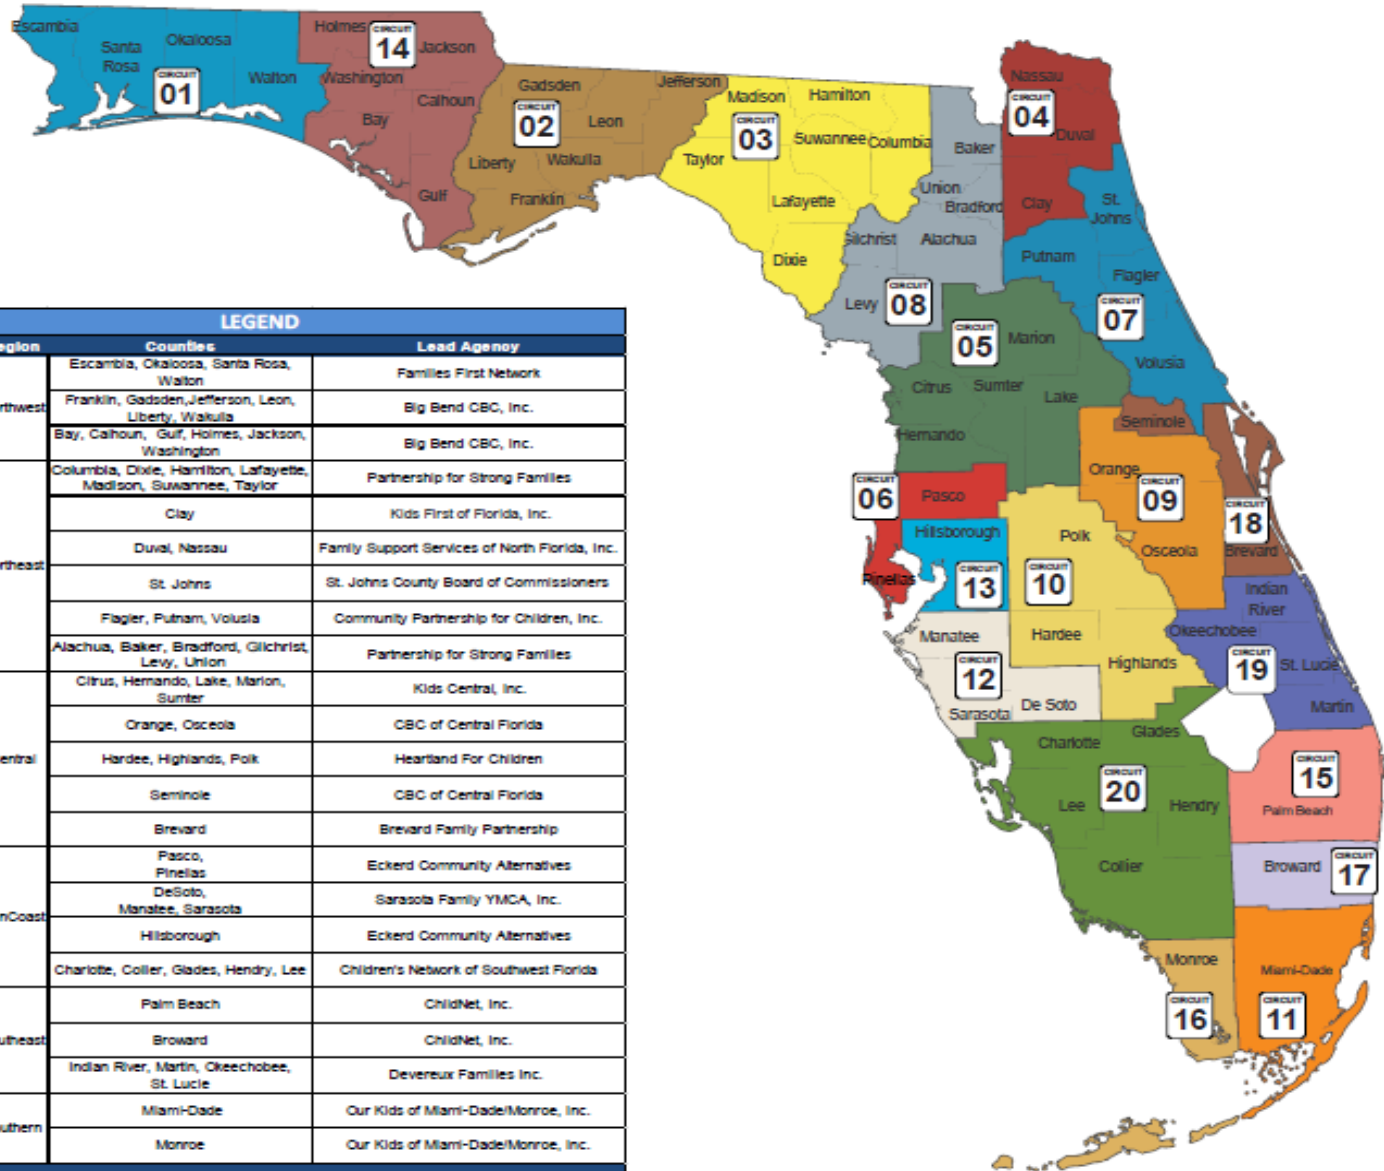 LEGEND
egion Counties Lead Agency
rthwest
Escambia, Okaloosa, Santa Rosa,
Walton
Families First Network
Franklin, Gadsden,Jefferson, Leon,
Liberty, Wakulla
Big Bend CBC, Inc.
Bay, Calhoun, Gulf, Holmes, Jackson,
Washington
Big Bend CBC, Inc.
rtheast
Columbia, Dixie, Hamilton, Lafayette,
Madison, Suwannee, Taylor
Partnership for Strong Families
Clay
Kids First of Florida, Inc.
Duval, Nassau
Family Support Services of North Florida, Inc.
St. Johns
St. Johns County Board of Commissioners
Flagler, Putnam, Volusia
Community Partnership for Children, Inc.
Alachua, Baker, Bradford, Gilchrist,
Levy, Union
Partnership for Strong Families
entral
Citrus, Hernando, Lake, Marion,
Sumter
Kids Central, Inc.
Orange, Osceola
CBC of Central Florida
Hardee, Highlands, Polk
Heartland For Children
Seminole
CBC of Central Florida
Brevard
Brevard Family Partnership
nCoast
Pasco,
Pinellas
Eckerd Community Alternatives
DeSoto,
Manatee, Sarasota
Sarasota Family YMCA, Inc.
Hillsborough
Eckerd Community Alternatives
Charlotte, Collier, Glades, Hendry, Lee
Children's Network of Southwest Florida
utheast
Palm Beach
ChildNet, Inc.
Broward
ChildNet, Inc.
Indian River, Martin, Okeechobee,
St. Lucie
Devereux Families Inc.
uthern
Miami-Dade
Our Kids of Miami-Dade/Monroe, Inc.
Monroe
Our Kids of Miami-Dade/Monroe, Inc.
Escambia
Santa
Rosa
Okaloosa
Walton
CIRCUIT
01
Holmes
CIRCUIT
14
Jackson
Washington
Calhoun
Bay
Gulf
Gadsden
Jefferson
CIRCUIT
02
Leon
Liberty
Wakulla
Franklin
Madison
Hamilton
CIRCUIT
03
Suwannee
Columbia
Taylor
Lafayette
Dixie
Baker
Union
Bradford
Gilchrist
Alachua
Levy
CIRCUIT
08
Nassau
CIRCUIT
04
Duval
Clay
St.
Johns
Putnam
Flagler
CIRCUIT
07
Volusia
CIRCUIT
05
Marion
Citrus
Sumter
Lake
Hernando
Seminole
Orange
CIRCUIT
09
Osceola
CIRCUIT
18
Brevard
CIRCUIT
06
Pasco
Pinellas
Hillsborough
CIRCUIT
13
Polk
CIRCUIT
10
Hardee
Highlands
Manatee
CIRCUIT
12
Sarasota
De Soto
Indian
River
Okeechobee
CIRCUIT
19
St. Lucie
Martin
Charlotte
Glades
CIRCUIT
20
Lee
Hendry
Collier
CIRCUIT
15
Palm Beach
Broward
CIRCUIT
17
Monroe
CIRCUIT
16
Miami-Dade
CIRCUIT
11